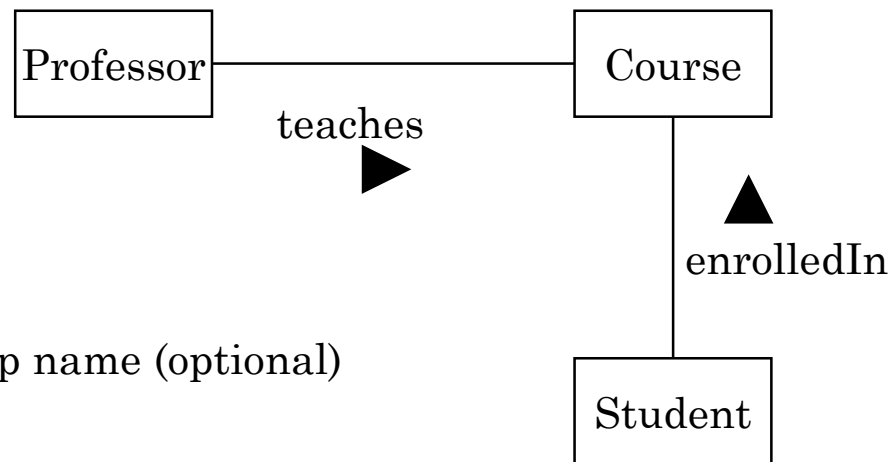 Professor
Course
teaches
enrolledIn
p name (optional)
Student